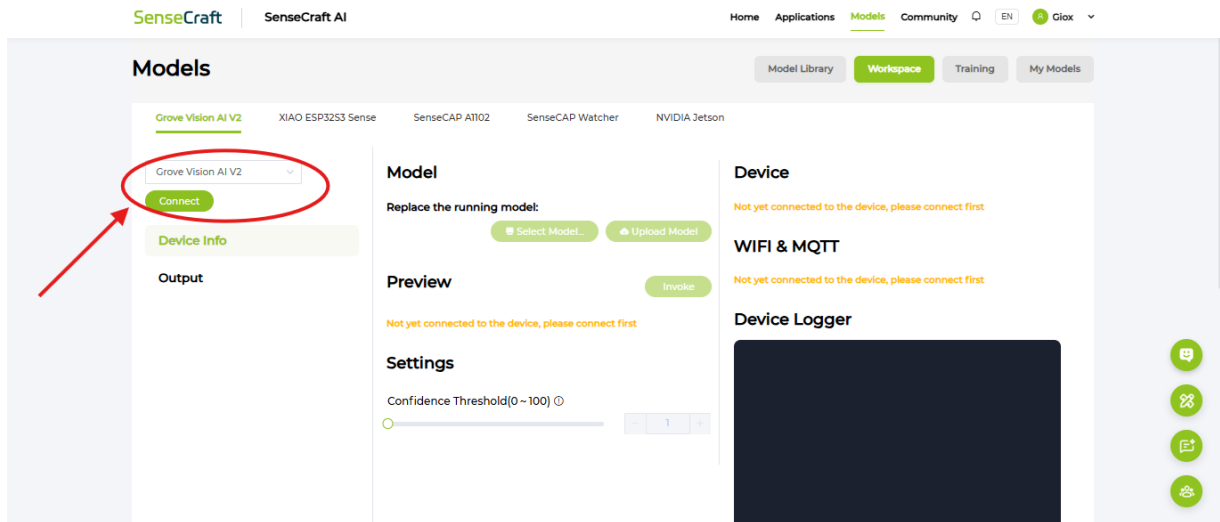 SenseCraft
SenseCraft AI
Home
Applications
Models
Community
EN
A
Giox
Models
Model Library
Workspace
Training
My Models
Grove Vision AI V2
XIAO ESP32S3 Sense
SenseCAP A1102
SenseCAP Watcher
NVIDIA Jetson
Grove Vision AI V2
Connect
Device Info
Output
Model
Replace the running model:
Select Model...
Upload Model
Preview
Invoke
Not yet connected to the device, please connect first
Settings
Confidence Threshold(0~100)
- 1 +
Device
Not yet connected to the device, please connect first
WIFI & MQTT
Not yet connected to the device, please connect first
Device Logger